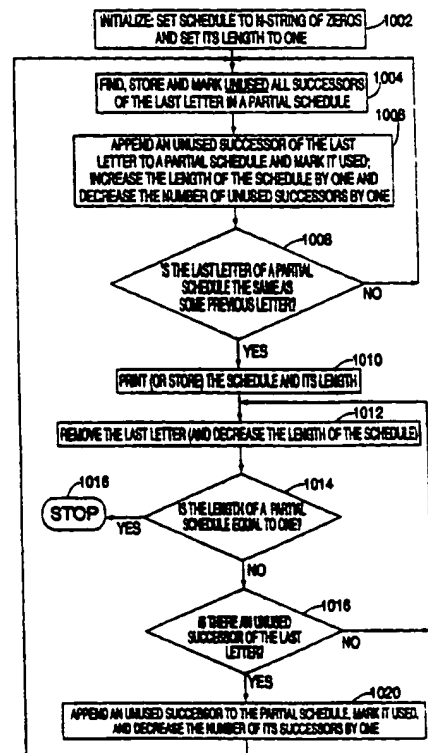 INITIALIZE: SET SCHEDULE TO N-STRING OF ZEROS
AND SET ITS LENGTH TO ONE
1002
FIND, STORE AND MARK UNUSED ALL SUCCESSORS
OF THE LAST LETTER IN A PARTIAL SCHEDULE
1004
1006
APPEND AN UNUSED SUCCESSOR OF THE LAST
LETTER TO A PARTIAL SCHEDULE AND MARK IT USED;
INCREASE THE LENGTH OF THE SCHEDULE BY ONE AND
DECREASE THE NUMBER OF UNUSED SUCCESSORS BY ONE
1008
IS THE LAST LETTER OF A PARTIAL
SCHEDULE THE SAME AS
SOME PREVIOUS LETTER?
NO
YES
1010
PRINT (OR STORE) THE SCHEDULE AND ITS LENGTH
1012
REMOVE THE LAST LETTER (AND DECREASE THE LENGTH OF THE SCHEDULE)
1014
1016
IS THE LENGTH OF A PARTIAL
SCHEDULE EQUAL TO ONE?
STOP
YES
NO
1016
IS THERE AN UNUSED
SUCCESSOR OF THE LAST
LETTER?
NO
YES
1020
APPEND AN UNUSED SUCCESSOR TO THE PARTIAL SCHEDULE, MARK IT USED,
AND DECREASE THE NUMBER OF ITS SUCCESSORS BY ONE